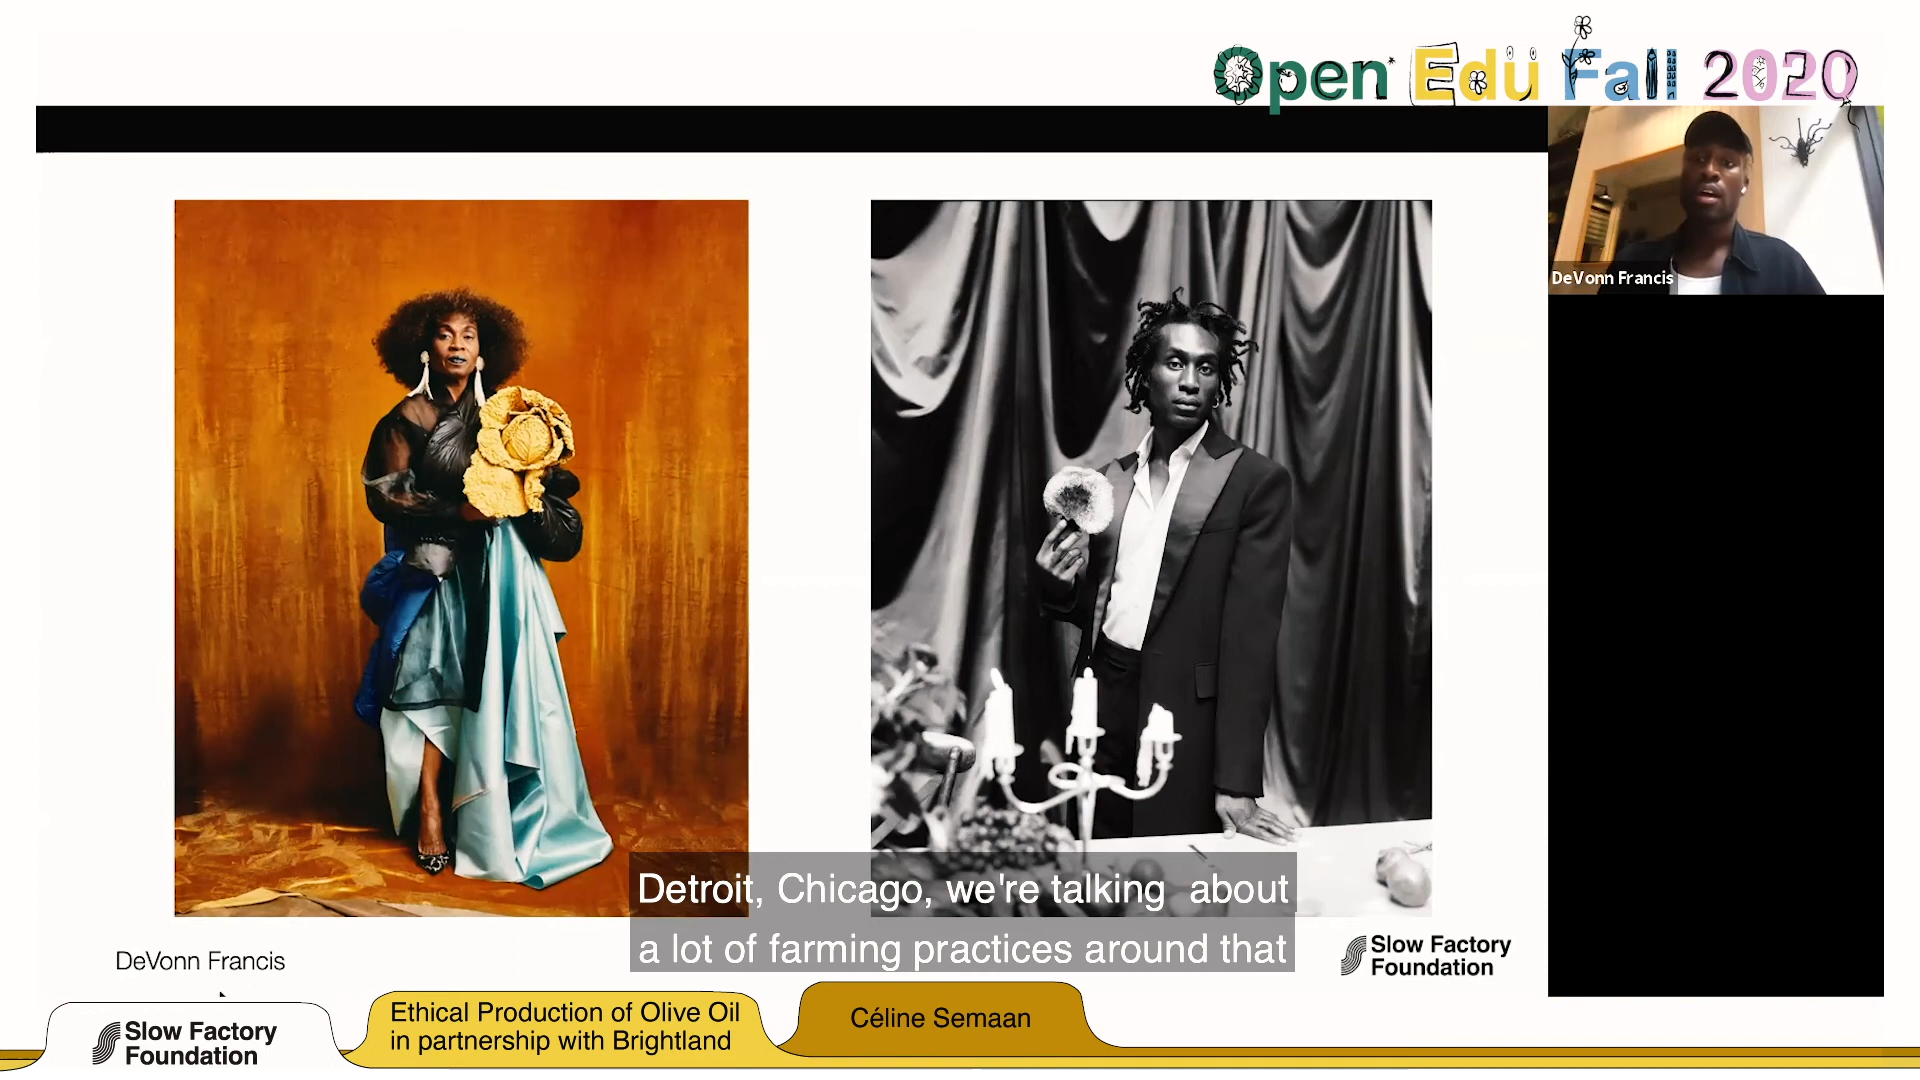 Open Edu Fall 2020
DeVonn Francis
Detroit, Chicago, we're talking about
a lot of farming practices around that
DeVonn Francis
Slow Factory
Foundation
Slow Factory
Foundation
Ethical Production of Olive Oil
in partnership with Brightland
Céline Semaan